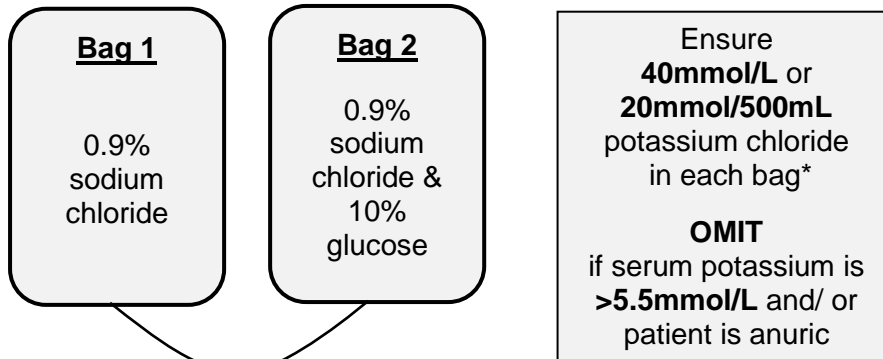 Bag 1
0.9%
sodium
chloride
Bag 2
0.9%
sodium
chloride &
10%
glucose
Ensure
40mmol/L or
20mmol/500mL
potassium chloride
in each bag*
OMIT
if serum potassium is
>5.5mmol/L and/ or
patient is anuric